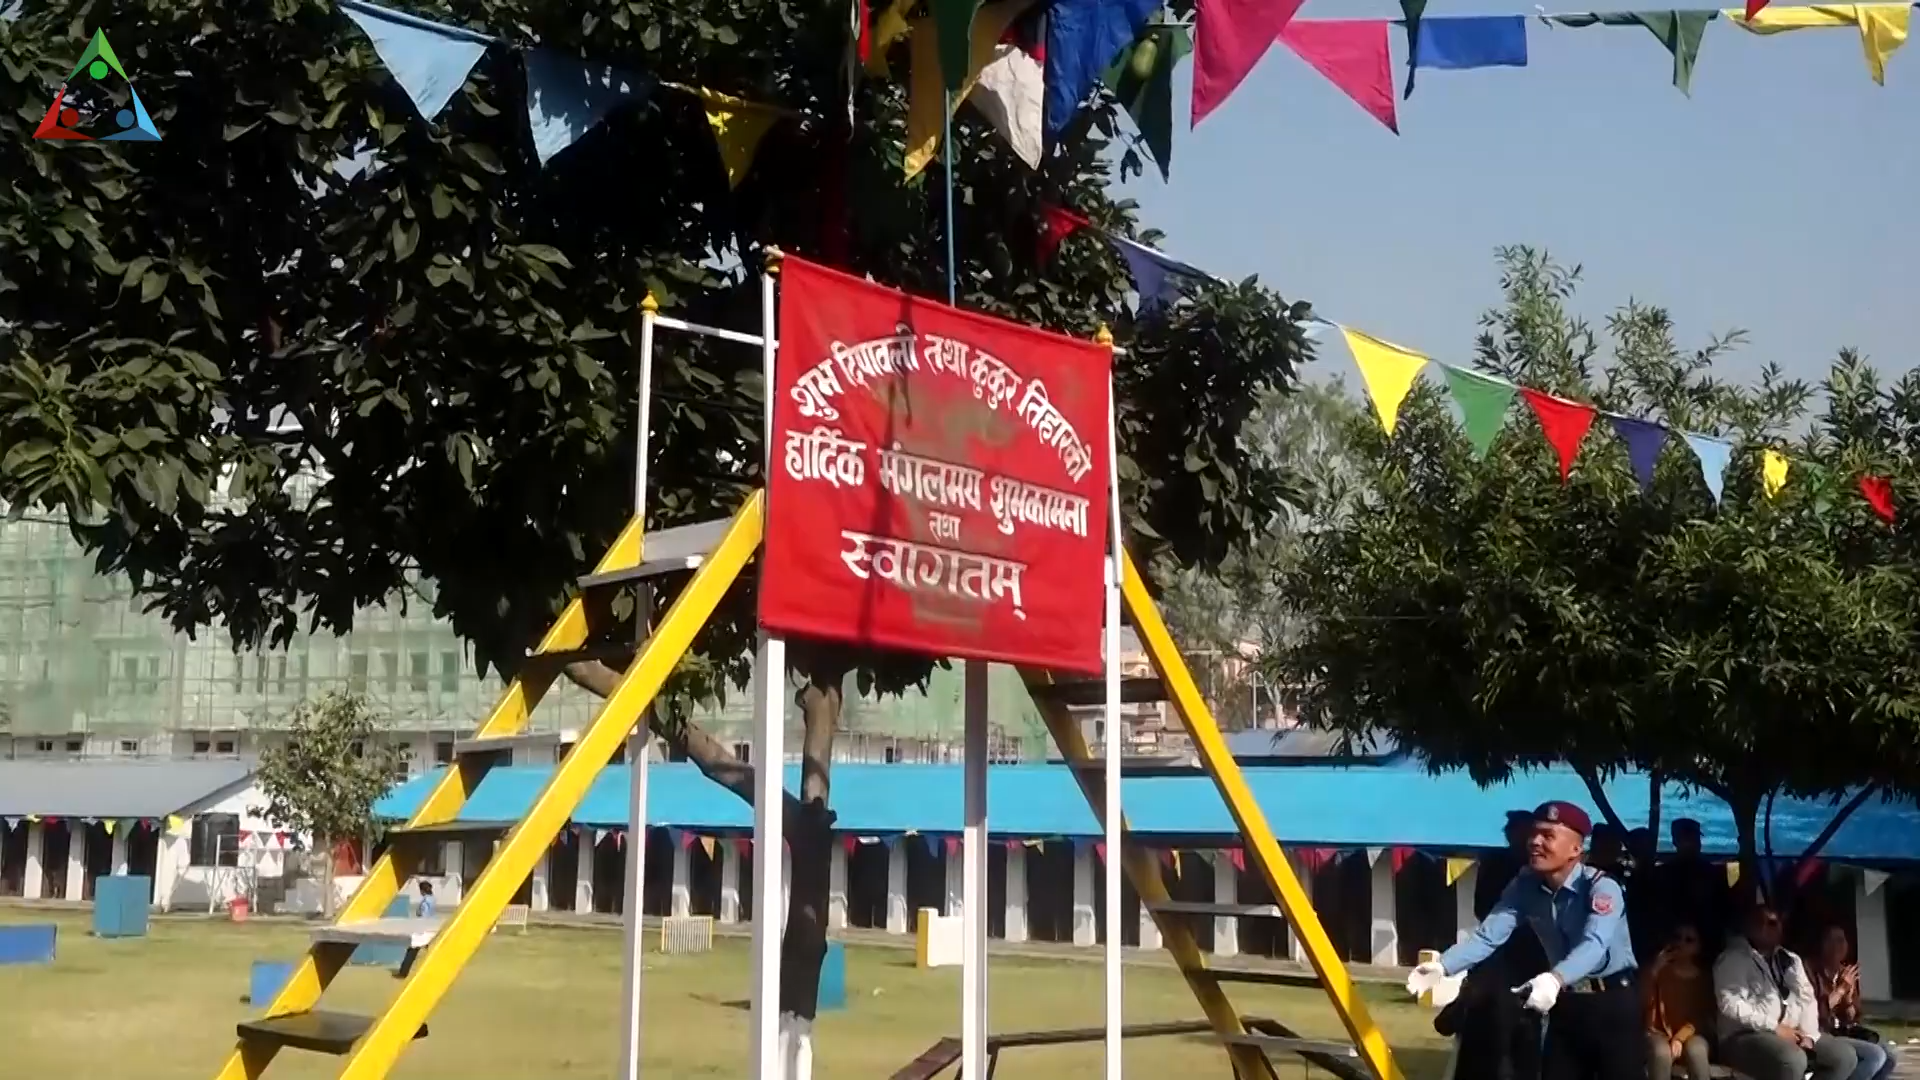 शुभ दिपावली तथा कुकुर तिहारको
हार्दिक मंगलमय शुभकामना
तथा
स्वागतम्